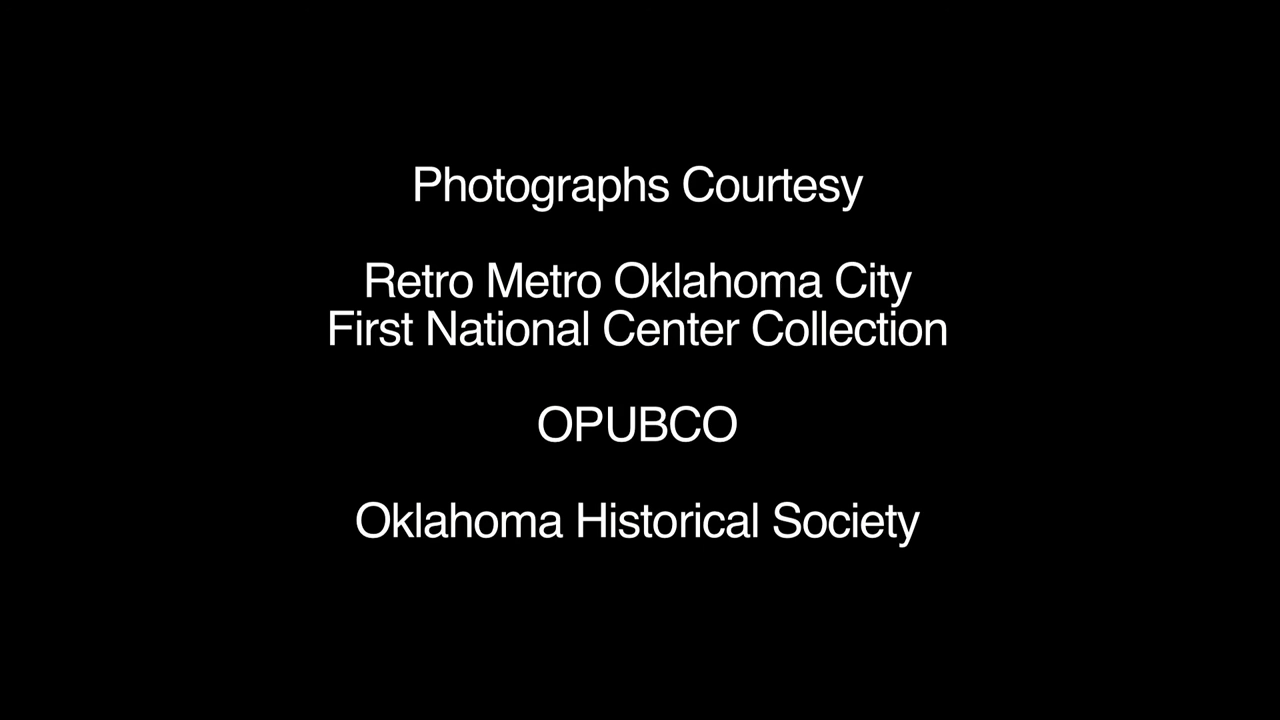 Photographs Courtesy
Retro Metro Oklahoma City
First National Center Collection
OPUBCO
Oklahoma Historical Society